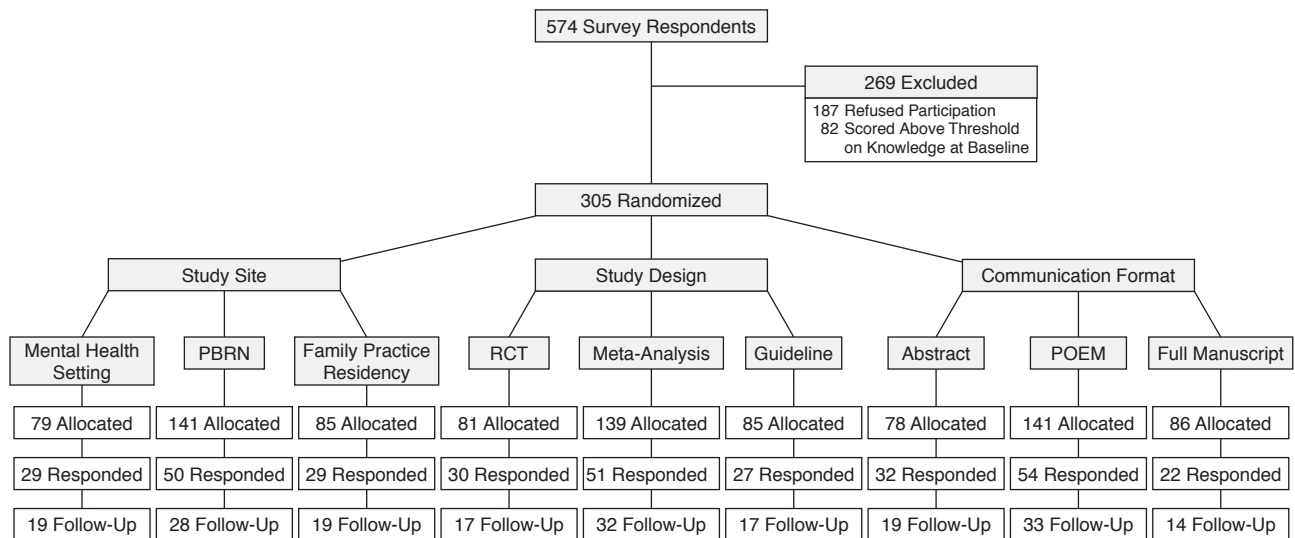 574 Survey Respondents
269 Excluded
187 Refused Participation
82 Scored Above Threshold
on Knowledge at Baseline
305 Randomized
Study Site
Study Design
Communication Format
Mental Health
Setting
PBRN
Family Practice
Residency
RCT
Meta-Analysis
Guideline
Abstract
POEM
Full Manuscript
79 Allocated
141 Allocated
85 Allocated
81 Allocated
139 Allocated
85 Allocated
78 Allocated
141 Allocated
86 Allocated
29 Responded
50 Responded
29 Responded
30 Responded
51 Responded
27 Responded
32 Responded
54 Responded
22 Responded
19 Follow-Up
28 Follow-Up
19 Follow-Up
17 Follow-Up
32 Follow-Up
17 Follow-Up
19 Follow-Up
33 Follow-Up
14 Follow-Up